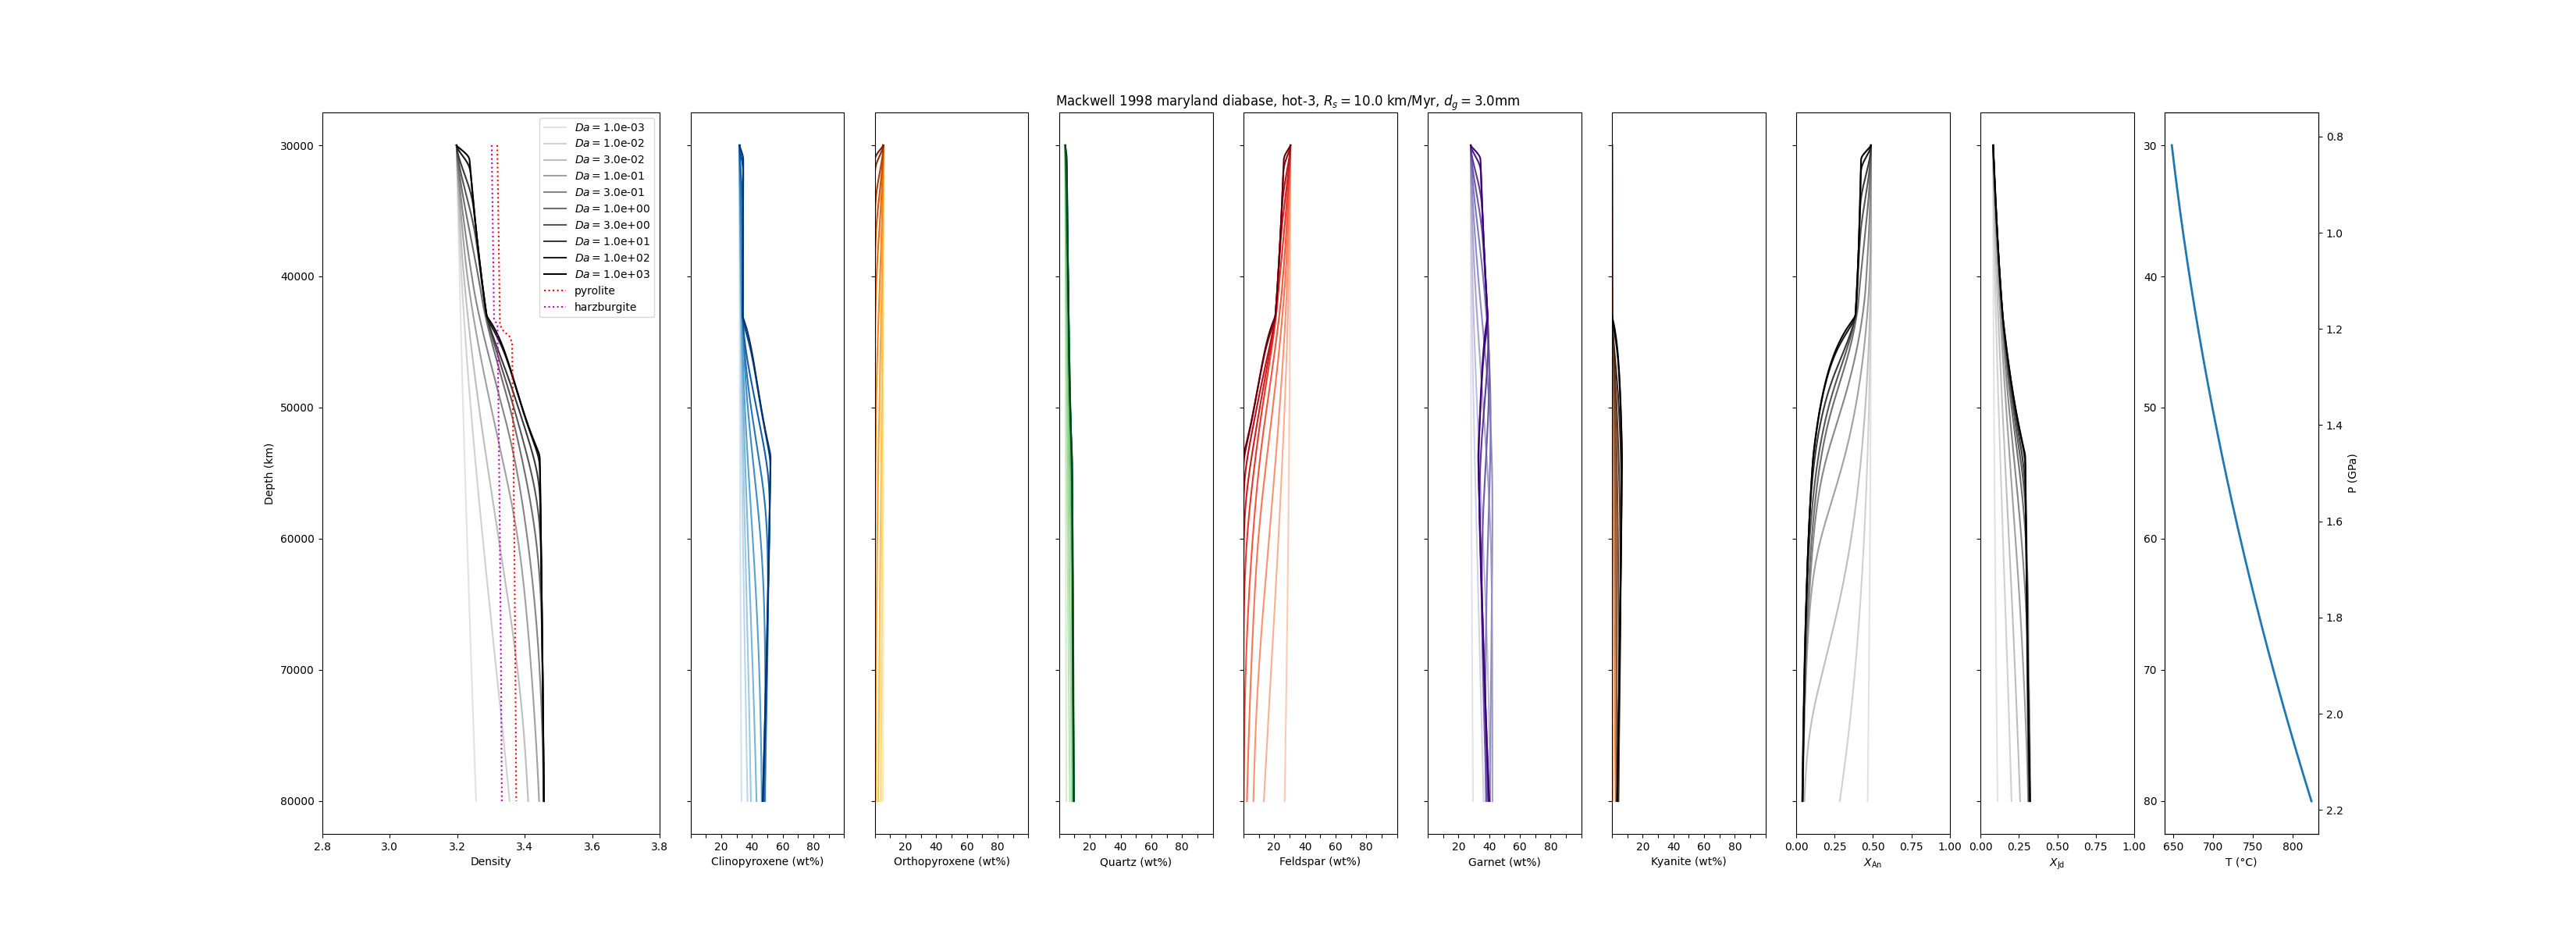 Mackwell 1998 maryland diabase, hot-3, Rs = 10.0 km/Myr, dg = 3.0mm
Da = 1.0e-03
Da = 1.0e-02
Da = 3.0e-02
Da = 1.0e-01
Da = 3.0e-01
Da = 1.0e+00
Da = 3.0e+00
Da = 1.0e+01
Da = 1.0e+02
Da = 1.0e+03
pyrolite
harzburgite
30000
40000
50000
60000
70000
80000
Depth (km)
2.8 3.0 3.2 3.4 3.6 3.8
Density
20 40 60 80
Clinopyroxene (wt%)
20 40 60 80
Orthopyroxene (wt%)
20 40 60 80
Quartz (wt%)
20 40 60 80
Feldspar (wt%)
20 40 60 80
Garnet (wt%)
20 40 60 80
Kyanite (wt%)
0.00 0.25 0.50 0.75 1.00
XAn
0.00 0.25 0.50 0.75 1.00
XJd
30
40
50
60
70
80
650 700 750 800
T (°C)
0.8
1.0
1.2
1.4
1.6
1.8
2.0
2.2
P (GPa)